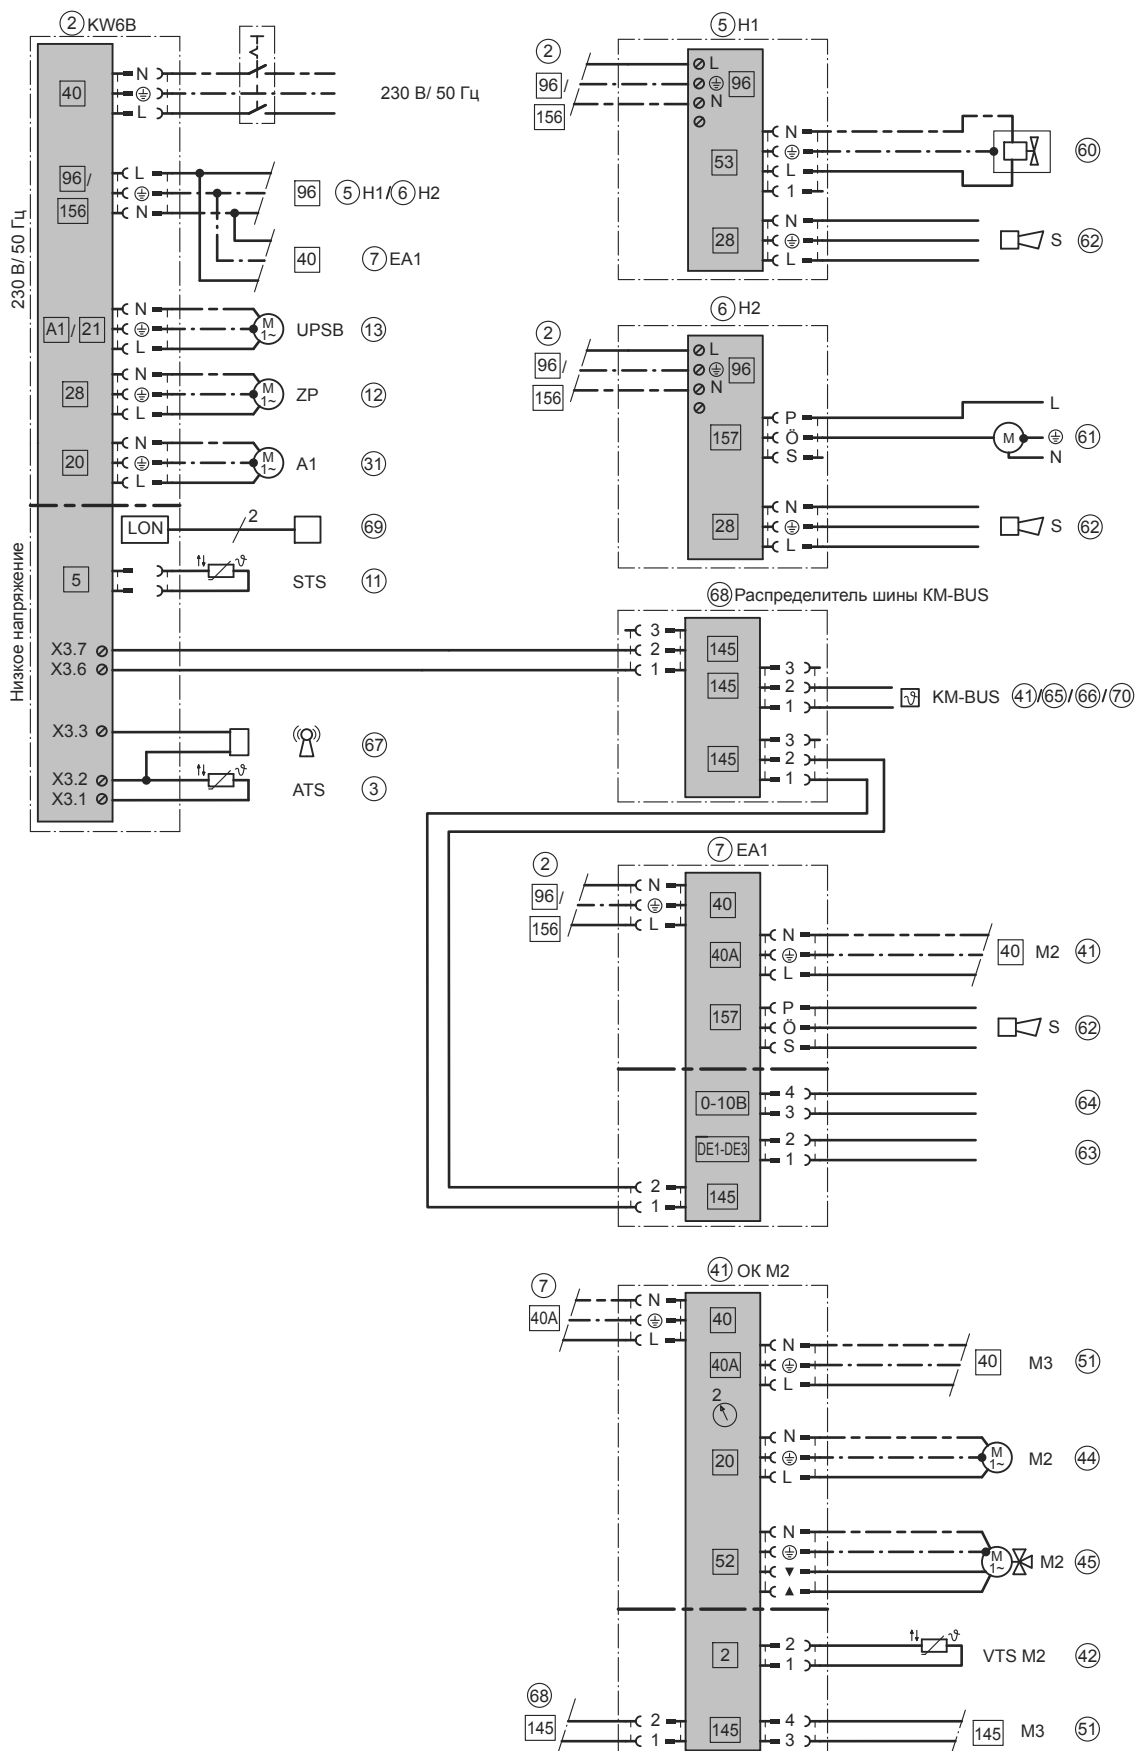 2 KW6B
230 В/ 50 Гц
Низкое напряжение
40
N
L
230 В/ 50 Гц
96/
156
L
N
96 5 H1/6 H2
40 7 EA1
A1/21
N
L
M
1~
UPSB 13
28
N
L
M
1~
ZP 12
20
N
L
M
1~
A1 31
LON 2 69
5
ϑ
STS 11
X3.7
X3.6
X3.3
67
X3.2
X3.1
ϑ
ATS 3
5 H1
2
96/
156
L
N
96
53
N
L
1
60
28
N
L
S 62
6 H2
2
96/
156
L
N
96
157
P
Ö
S
M
L
N
61
28
N
L
S 62
68 Распределитель шины KM-BUS
3
2
1
145
145
3
2
1
ϑ KM-BUS 41/65/66/70
145
3
2
1
7 EA1
2
96/
156
N
L
40
40A
N
L
40 M2 41
157
P
Ö
S
S 62
0-10В
4
3
64
DE1-DE3
2
1
63
2
1
145
41 ОК M2
7
40A
N
L
40
40A
N
L
40 M3 51
2
20
N
L
M
1~
M2 44
52
N
▼
▲
M
1~
M2 45
2
2
1
ϑ
VTS M2 42
68
145
2
1
145
4
3
145 M3 51